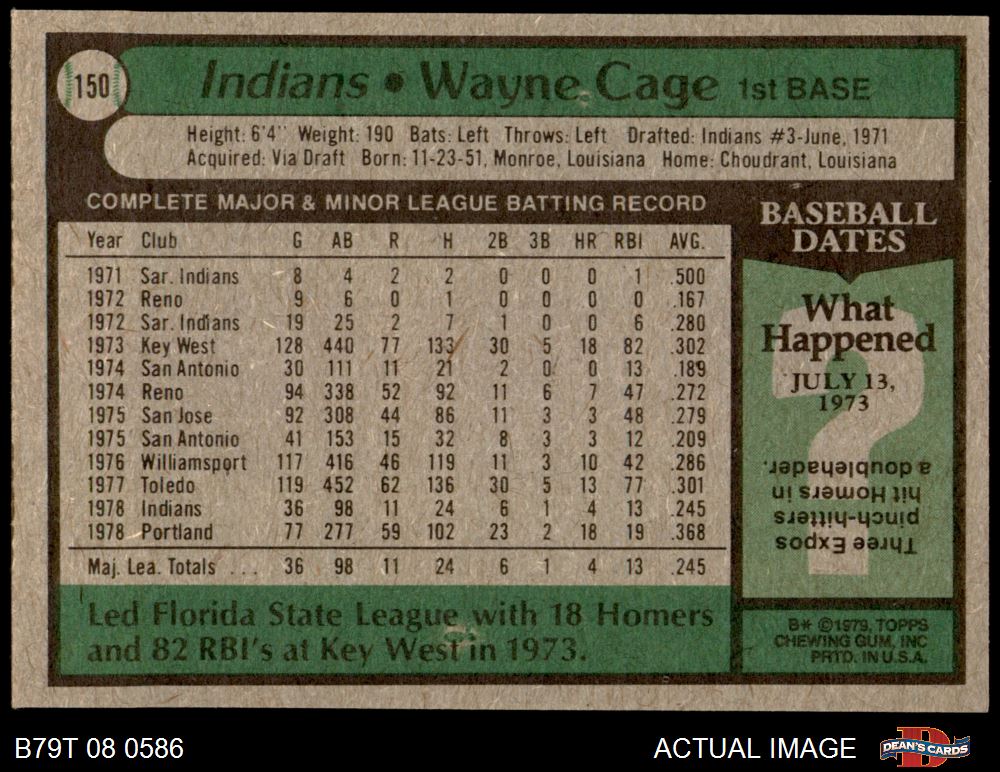 150
Indians • Wayne Cage 1st BASE
Height: 6'4" Weight: 190 Bats: Left Throws: Left Drafted: Indians #3-June, 1971
Acquired: Via Draft Born: 11-23-51, Monroe, Louisiana Home: Choudrant, Louisiana
COMPLETE MAJOR & MINOR LEAGUE BATTING RECORD
Year Club G AB R H 2B 3B HR RBI AVG.
1971 Sar. Indians 8 4 2 2 0 0 0 1 .500
1972 Reno 9 6 0 1 0 0 0 0 .167
1972 Sar. Indians 19 25 2 7 1 0 0 6 .280
1973 Key West 128 440 77 133 30 5 18 82 .302
1974 San Antonio 30 111 11 21 2 0 0 13 .189
1974 Reno 94 338 52 92 11 6 7 47 .272
1975 San Jose 92 308 44 86 11 3 3 48 .279
1975 San Antonio 41 153 15 32 8 3 3 12 .209
1976 Williamsport 117 416 46 119 11 3 10 42 .286
1977 Toledo 119 452 62 136 30 5 13 77 .301
1978 Indians 36 98 11 24 6 1 4 13 .245
1978 Portland 77 277 59 102 23 2 18 19 .368
Maj. Lea. Totals ... 36 98 11 24 6 1 4 13 .245
Led Florida State League with 18 Homers
and 82 RBI's at Key West in 1973.
BASEBALL
DATES
What
Happened
JULY 13,
1973
?
Three Expos
pinch-hitters
hit Homers in
a doubleheader.
B* ©1979, TOPPS
CHEWING GUM, INC
PRTD. IN U.S.A.
B79T 08 0586
ACTUAL IMAGE
D
DEAN'S CARDS